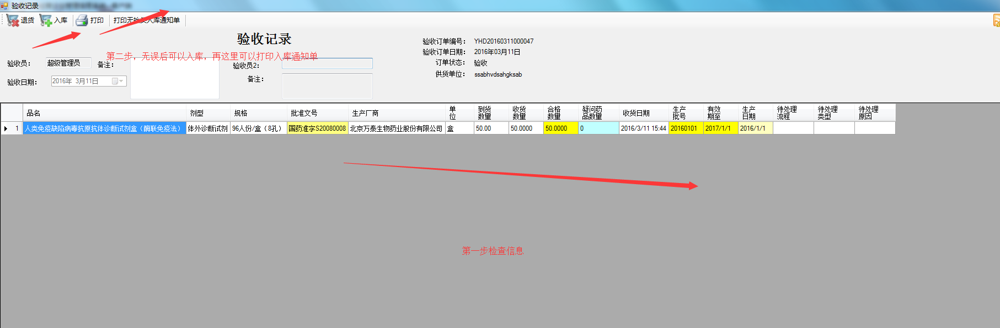 验收记录
退货 入库 打印 打印无抬头入库通知单
验收记录
验收订单编号： YHD20160311000047
验收订单日期： 2016年03月11日
第二步，无误后可以入库，再这里可以打印入库通知单
验收员： 超级管理员 备注： 验收员2： 订单状态： 验收
验收日期： 2016年 3月11日 备注： 供货单位： ssabhvdsahgksab
品名 剂型 规格 批准文号 生产厂商 单位 到货数量 收货数量 合格数量 疑问药品数量 收货日期 生产批号 有效期至 生产日期 待处理流程 待处理类型 待处理原因
1 人类免疫缺陷病毒抗原抗体诊断试剂盒（酶联免疫法） 体外诊断试剂 96人份/盒（8孔） 国药准字S20080008 北京万泰生物药业股份有限公司 盒 50.00 50.0000 50.0000 0 2016/3/11 15:44 20160101 2017/1/1 2016/1/1
第一步检查信息